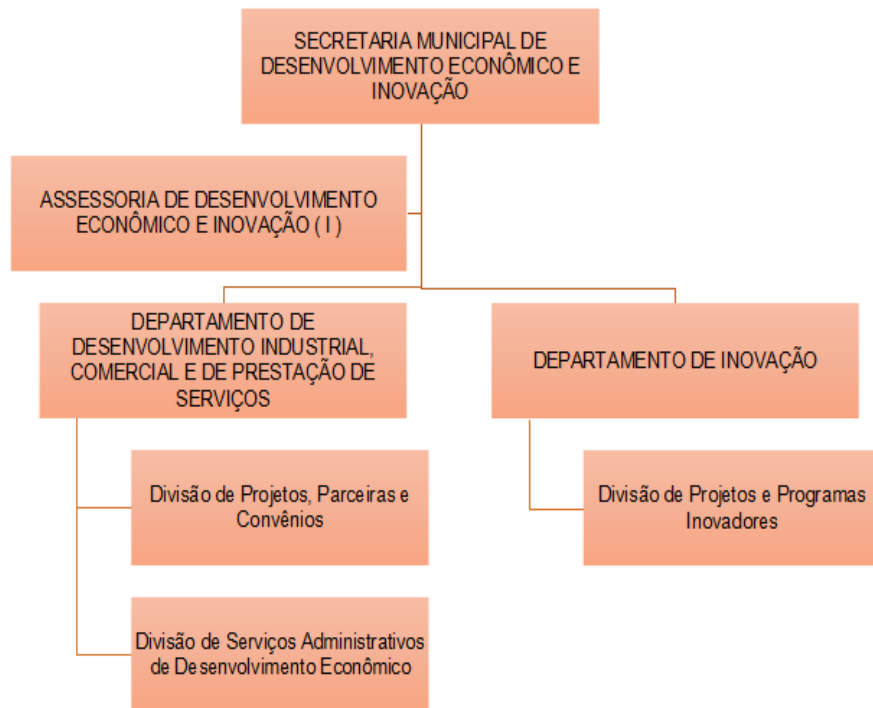 SECRETARIA MUNICIPAL DE
DESENVOLVIMENTO ECONÔMICO E
INOVAÇÃO
ASSESSORIA DE DESENVOLVIMENTO
ECONÔMICO E INOVAÇÃO ( I )
DEPARTAMENTO DE
DESENVOLVIMENTO INDUSTRIAL,
COMERCIAL E DE PRESTAÇÃO DE
SERVIÇOS
DEPARTAMENTO DE INOVAÇÃO
Divisão de Projetos, Parceiras e
Convênios
Divisão de Projetos e Programas
Inovadores
Divisão de Serviços Administrativos
de Desenvolvimento Econômico